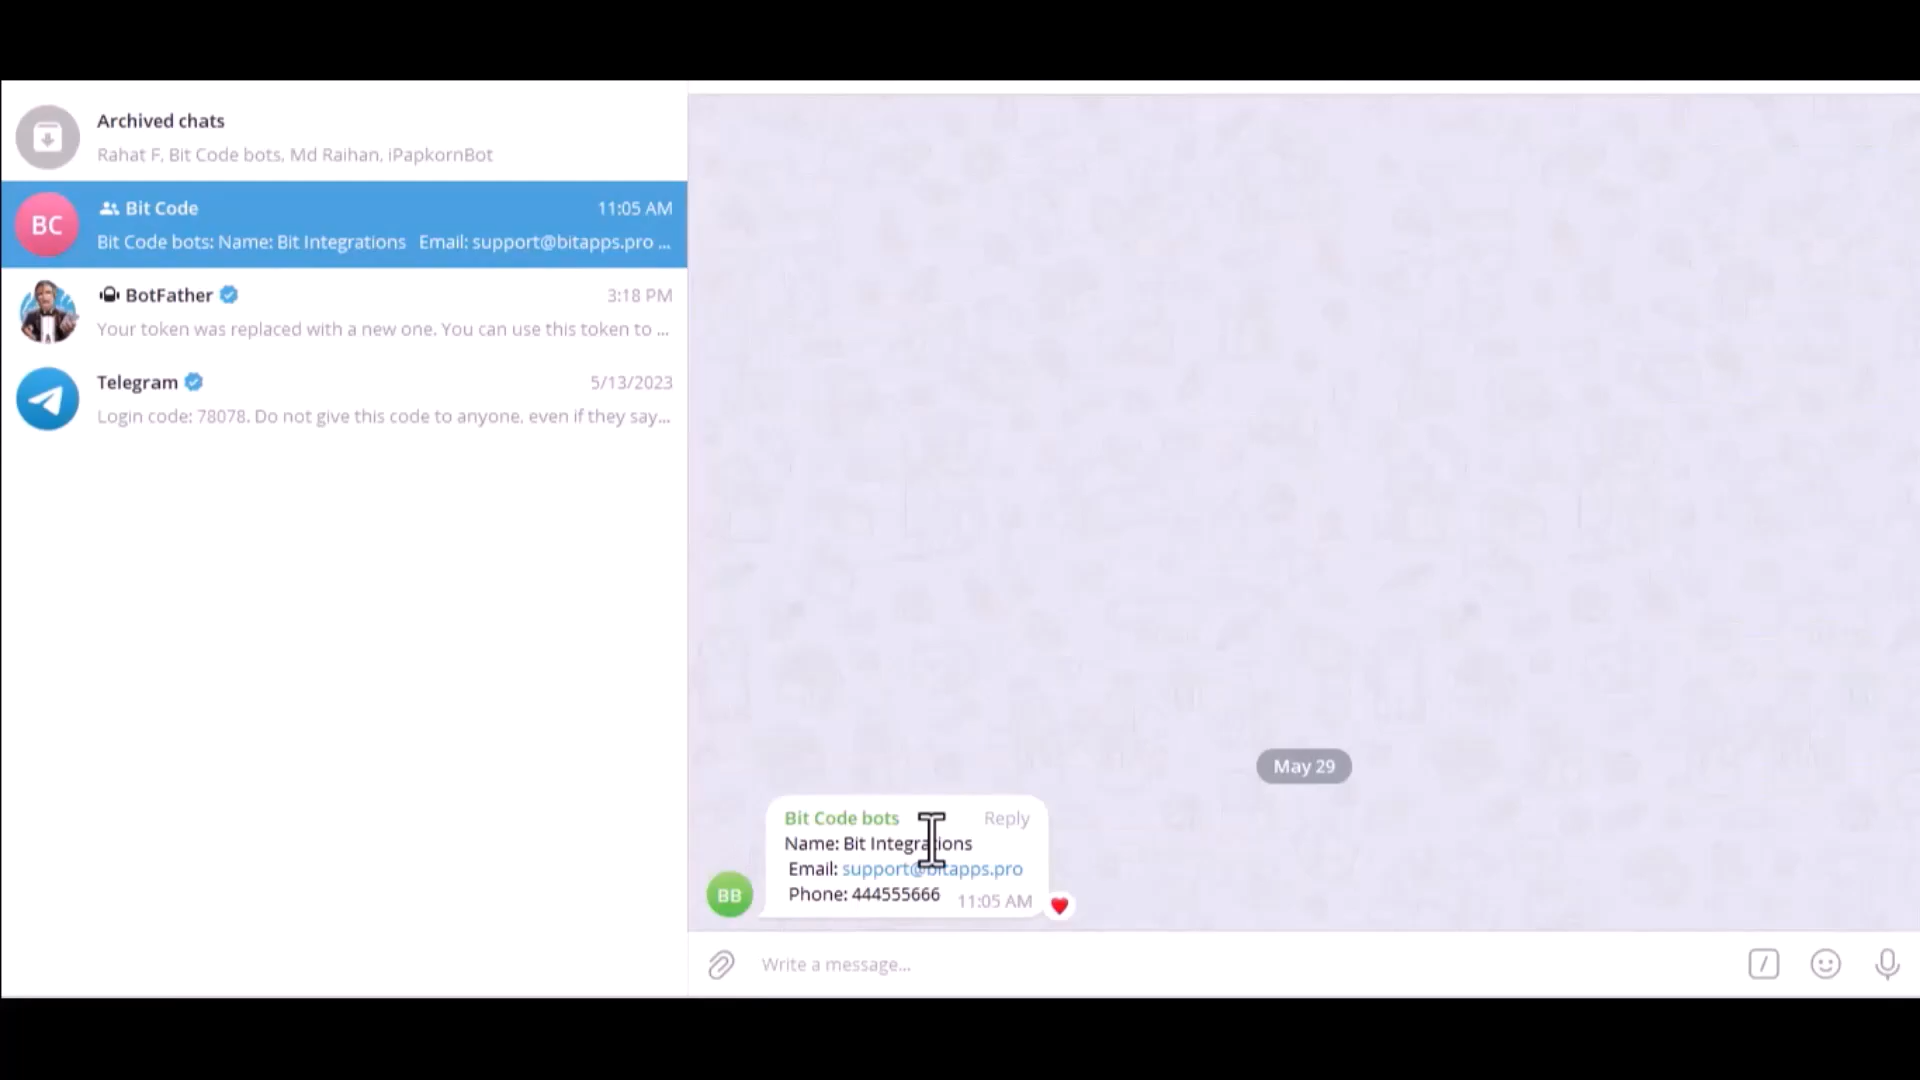 Archived chats
Rahat F, Bit Code bots, Md Raihan, iPapkornBot
BC
Bit Code
11:05 AM
Bit Code bots: Name: Bit Integrations Email: support@bitapps.pro ...
BotFather
3:18 PM
Your token was replaced with a new one. You can use this token to ...
Telegram
5/13/2023
Login code: 78078. Do not give this code to anyone, even if they say...
May 29
Bit Code bots
Reply
Name: Bit Integrations
Email: support@bitapps.pro
Phone: 444555666
11:05 AM
BB
Write a message...
/